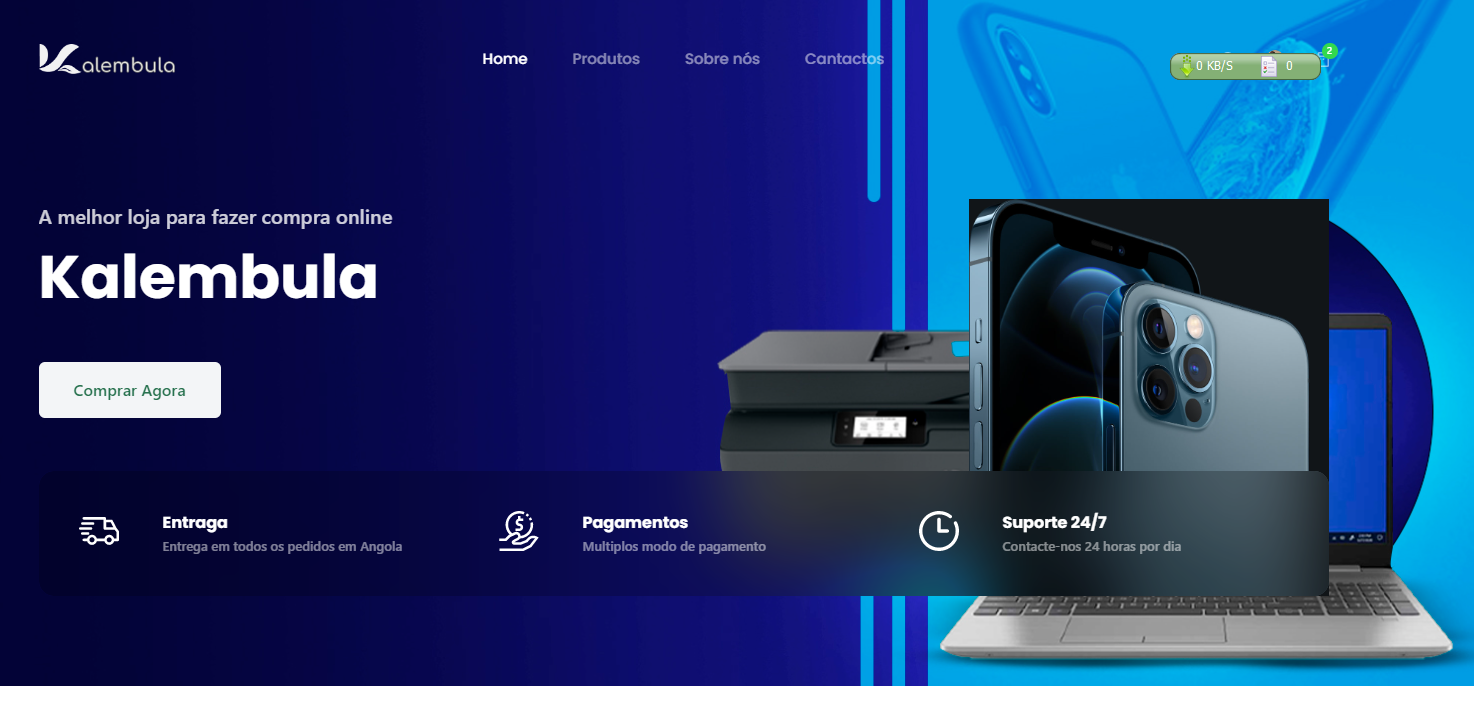 Kalembula
Home Produtos Sobre nós Cantactos
0 KB/S 0
2
A melhor loja para fazer compra online
Kalembula
Comprar Agora
Entraga
Entrega em todos os pedidos em Angola
Pagamentos
Multiplos modo de pagamento
Suporte 24/7
Contacte-nos 24 horas por dia